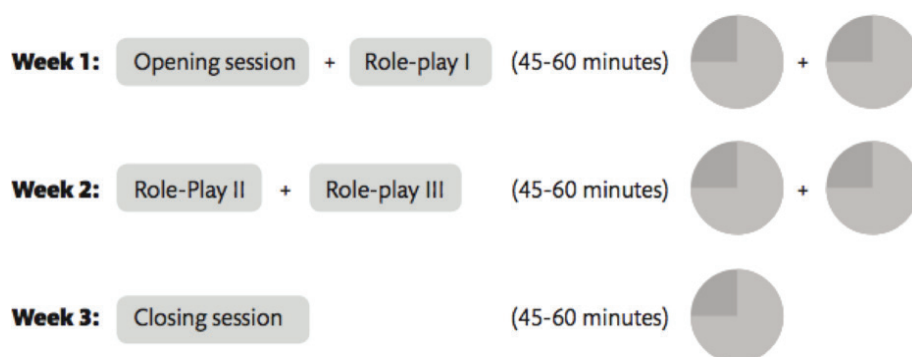 Week 1: Opening session + Role-play I (45-60 minutes) +
Week 2: Role-Play II + Role-play III (45-60 minutes) +
Week 3: Closing session (45-60 minutes)